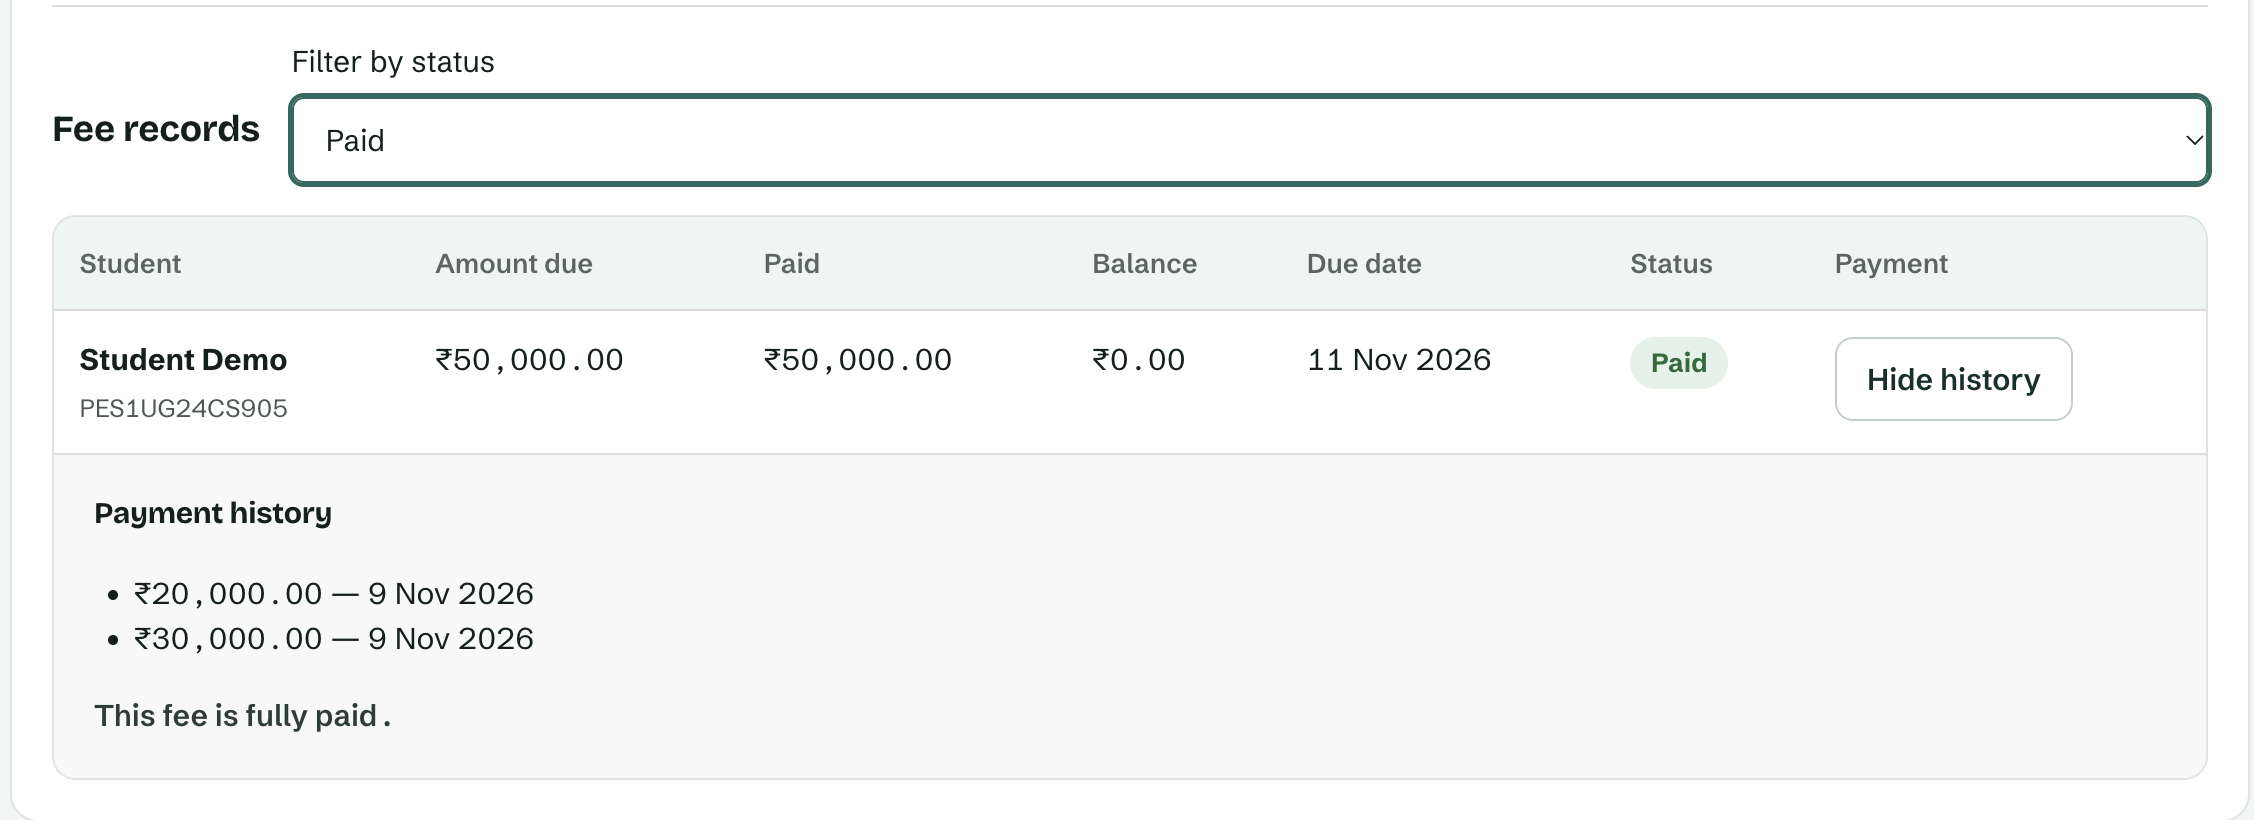 Filter by status
Fee records
Paid
Student Amount due Paid Balance Due date Status Payment
Student Demo ₹50,000.00 ₹50,000.00 ₹0.00 11 Nov 2026 Paid Hide history
PES1UG24CS905
Payment history
• ₹20,000.00 — 9 Nov 2026
• ₹30,000.00 — 9 Nov 2026
This fee is fully paid.